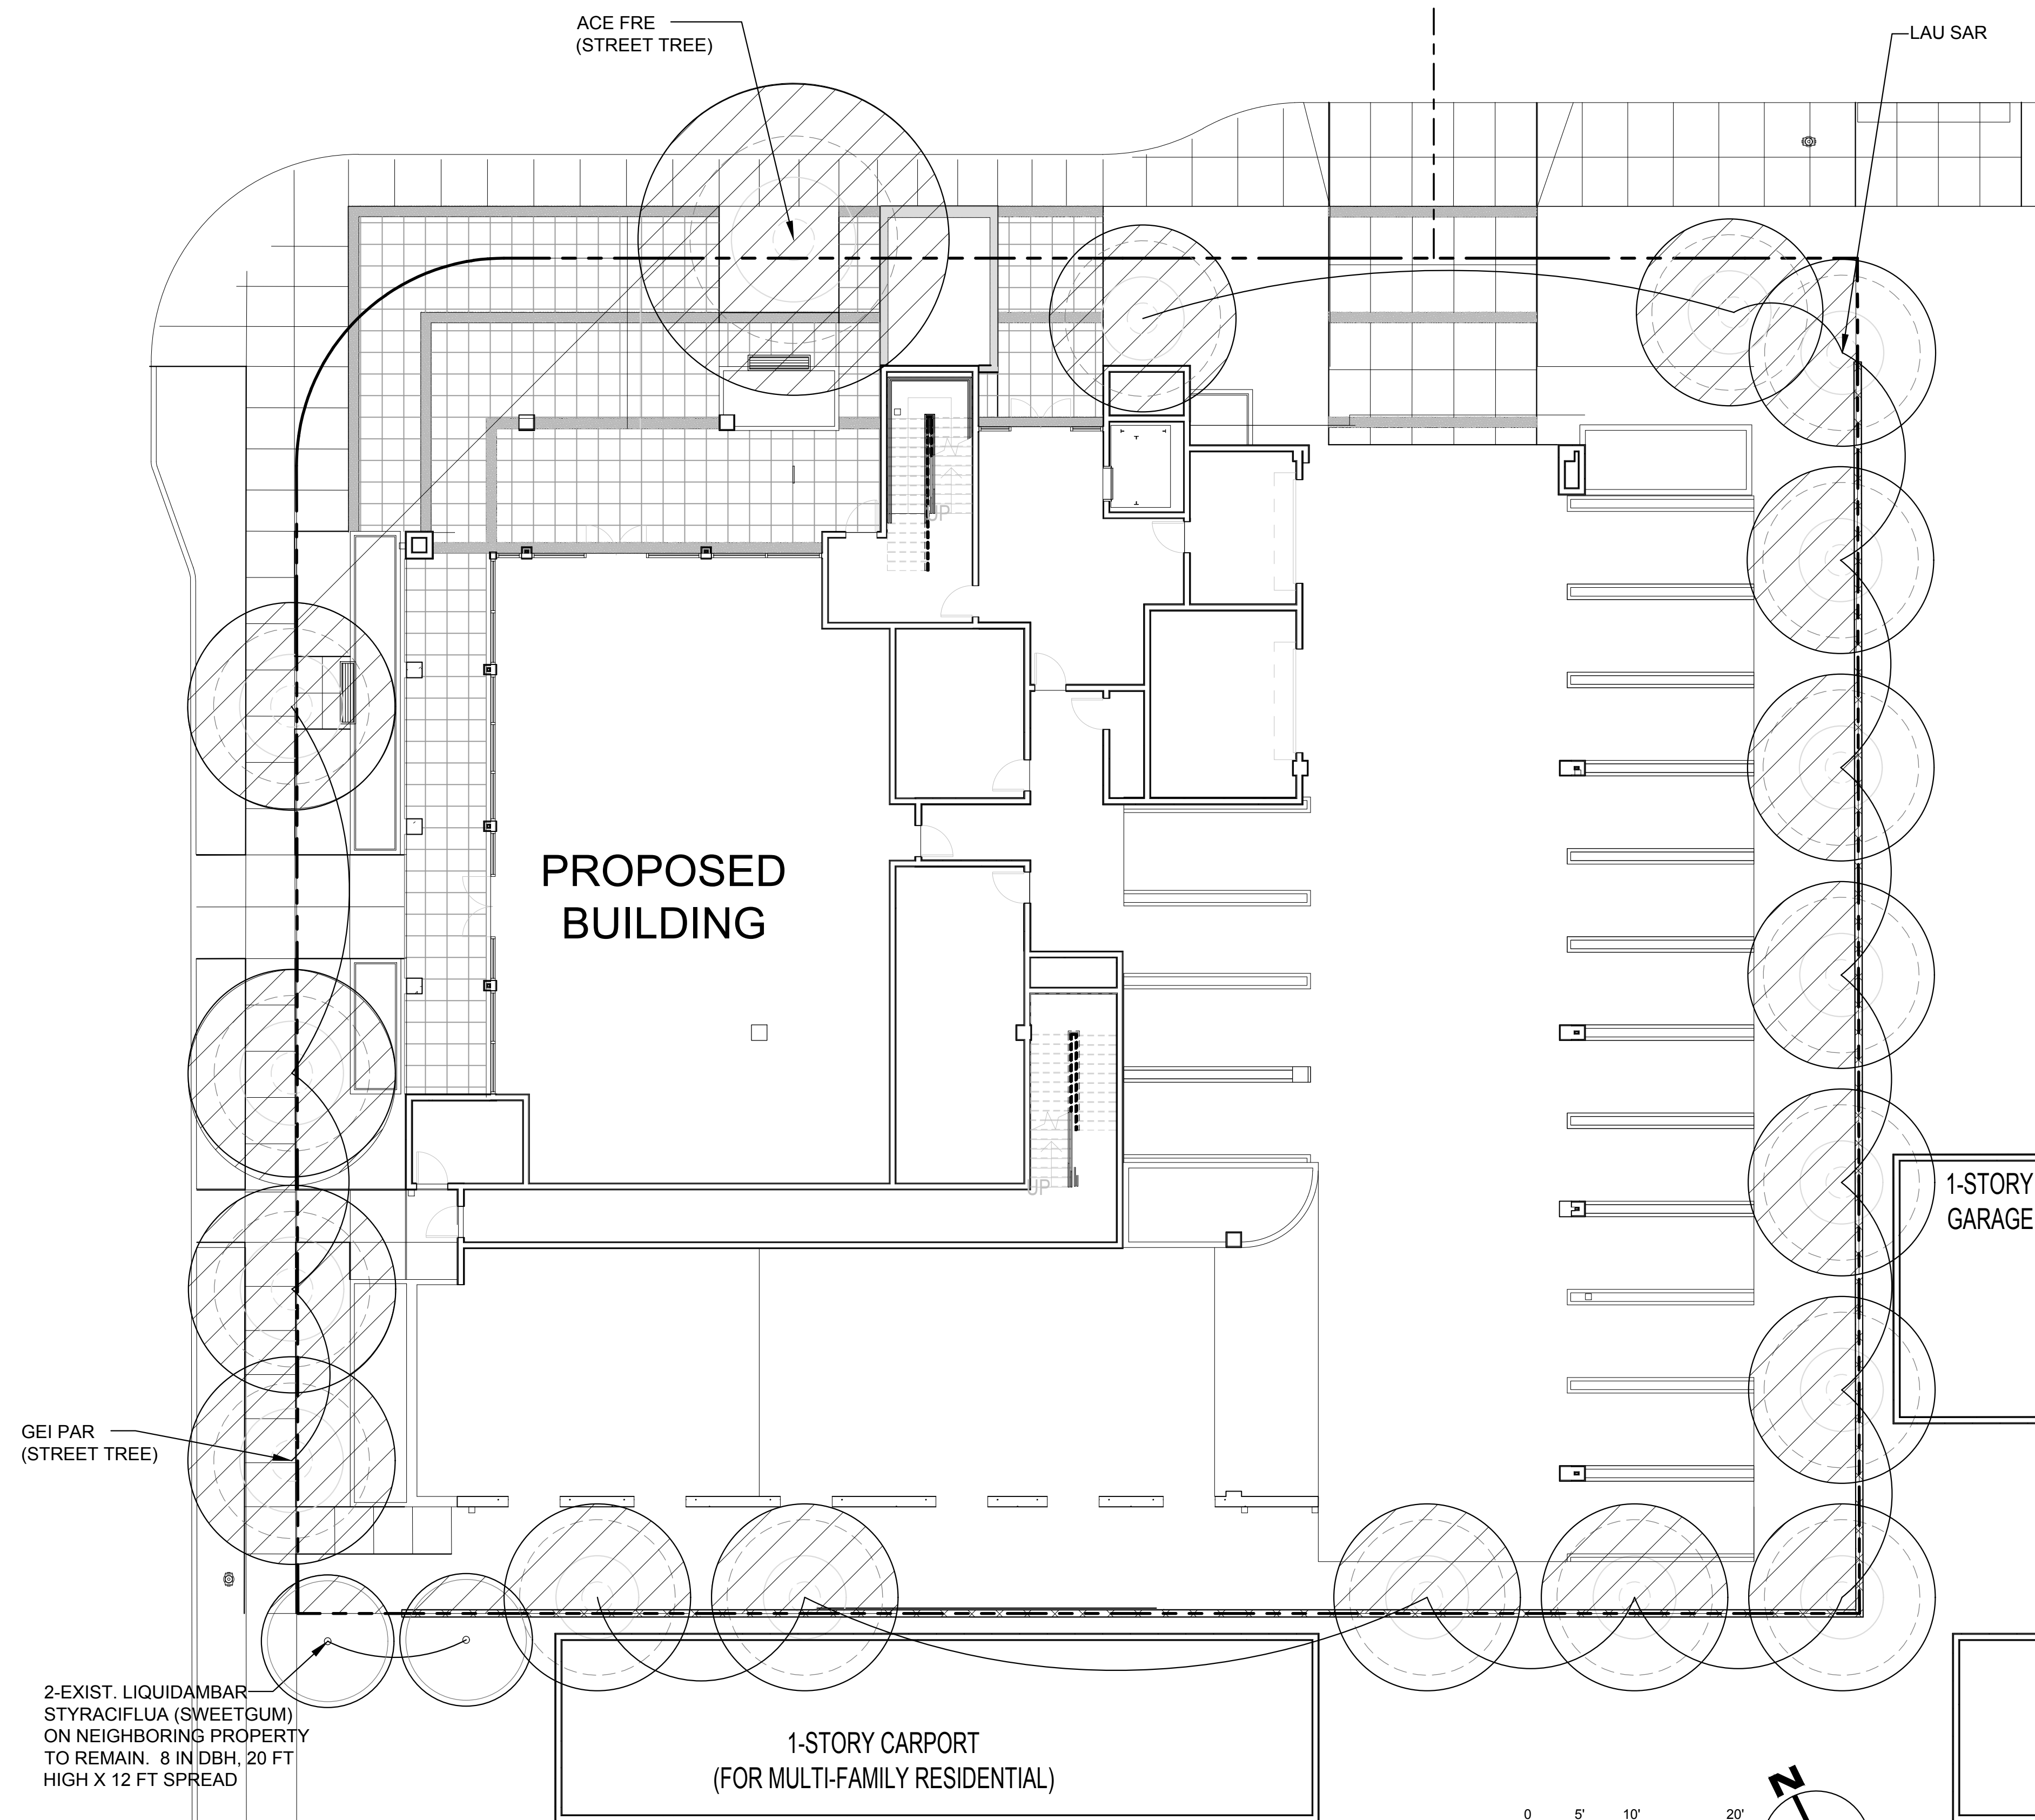 ACE FRE
(STREET TREE)
LAU SAR
UP
PROPOSED
BUILDING
UP
1-STORY
GARAGE
GEI PAR
(STREET TREE)
2-EXIST. LIQUIDAMBAR
STYRACIFLUA (SWEETGUM)
ON NEIGHBORING PROPERTY
TO REMAIN.  8 IN DBH, 20 FT
HIGH X 12 FT SPREAD
1-STORY CARPORT
(FOR MULTI-FAMILY RESIDENTIAL)
N
0 5' 10' 20'